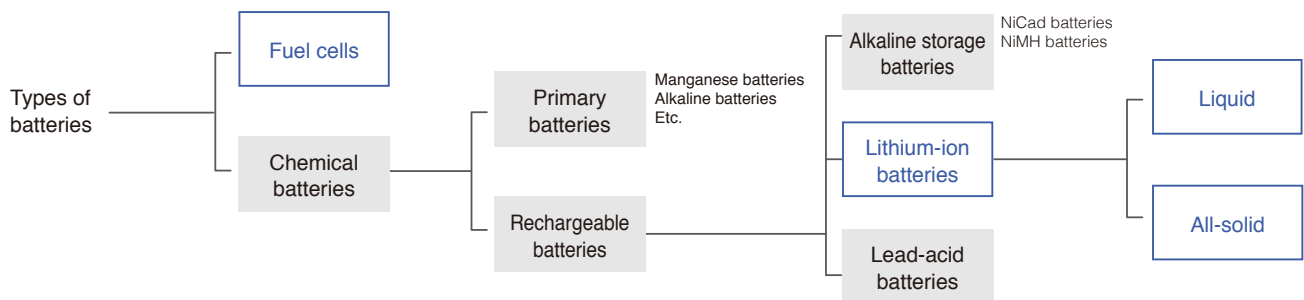 Types of
batteries
Fuel cells
Chemical
batteries
Primary
batteries
Manganese batteries
Alkaline batteries
Etc.
Rechargeable
batteries
Alkaline storage
batteries
NiCad batteries
NiMH batteries
Lithium-ion
batteries
Lead-acid
batteries
Liquid
All-solid